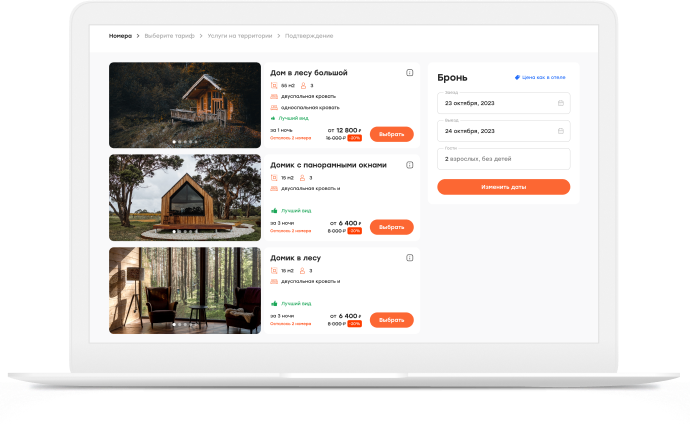 Номера > Выберите тариф > Услуги на территории > Подтверждение
Дом в лесу большой
55 м2 3
двуспальная кровать
односпальная кровать
Лучший вид
за 1 ночь от 12 800 ₽
Осталось 2 номера 16 000 ₽ -20%
Выбрать
Домик с панорамными окнами
15 м2 3
двуспальная кровать и
Лучший вид
за 3 ночи от 6 400 ₽
Осталось 2 номера 8 000 ₽ -20%
Выбрать
Домик в лесу
15 м2 3
двуспальная кровать и
Лучший вид
за 3 ночи от 6 400 ₽
Осталось 2 номера 8 000 ₽ -20%
Выбрать
Бронь
Цена как в отеле
Заезд
23 октября, 2023
Выезд
24 октября, 2023
Гости
2 взрослых, без детей
Изменить даты